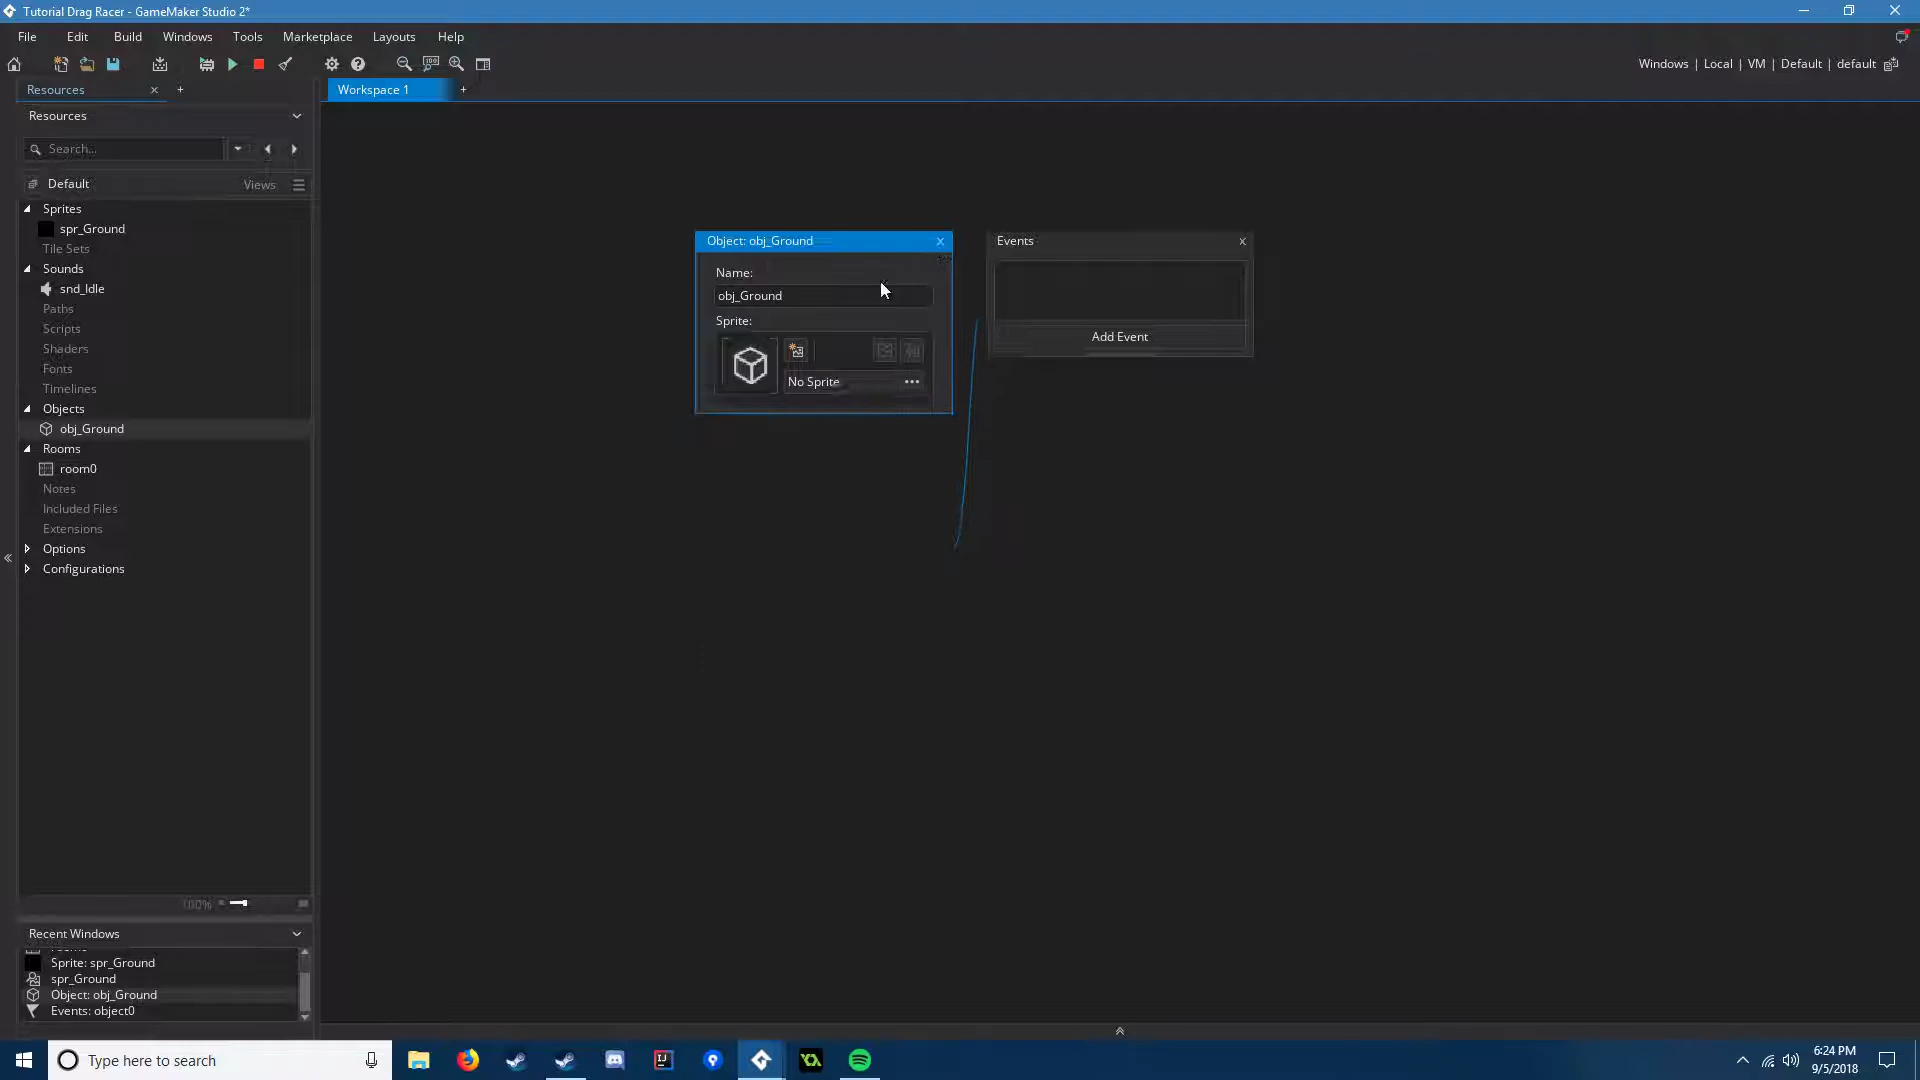 Tutorial Drag Racer - GameMaker Studio 2*
File Edit Build Windows Tools Marketplace Layouts Help
Windows | Local | VM | Default | default
Resources
Workspace 1
Resources
Search...
Default
Views
Sprites
spr_Ground
Tile Sets
Sounds
snd_Idle
Paths
Scripts
Shaders
Fonts
Timelines
Objects
obj_Ground
Rooms
room0
Notes
Included Files
Extensions
Options
Configurations
Object: obj_Ground
Name:
obj_Ground
Sprite:
No Sprite
Events
Add Event
100%
Recent Windows
Sprite: spr_Ground
spr_Ground
Object: obj_Ground
Events: object0
Type here to search
6:24 PM
9/5/2018